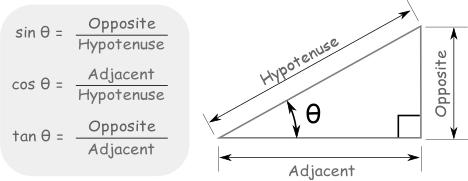 sin θ = Opposite
Hypotenuse
cos θ = Adjacent
Hypotenuse
tan θ = Opposite
Adjacent
Hypotenuse
θ
Opposite
Adjacent